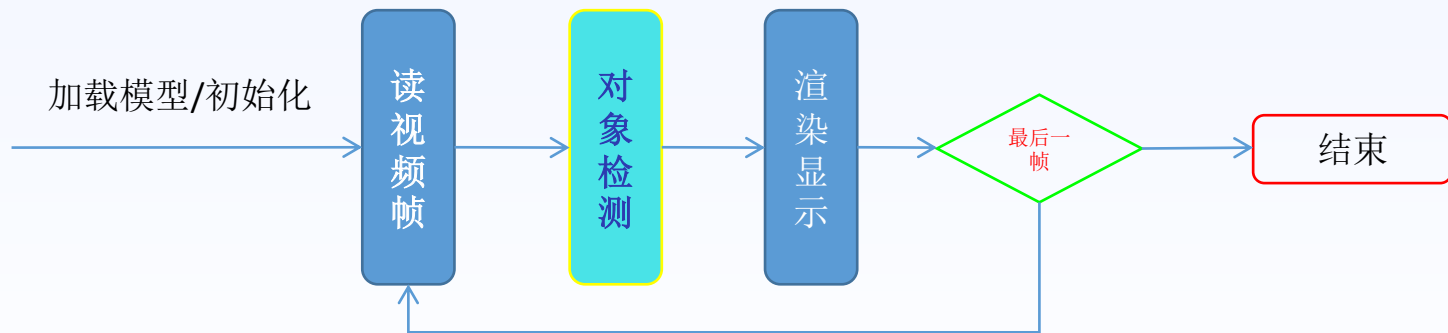 加载模型/初始化
读视频帧
对象检测
渲染显示
最后一
帧
结束